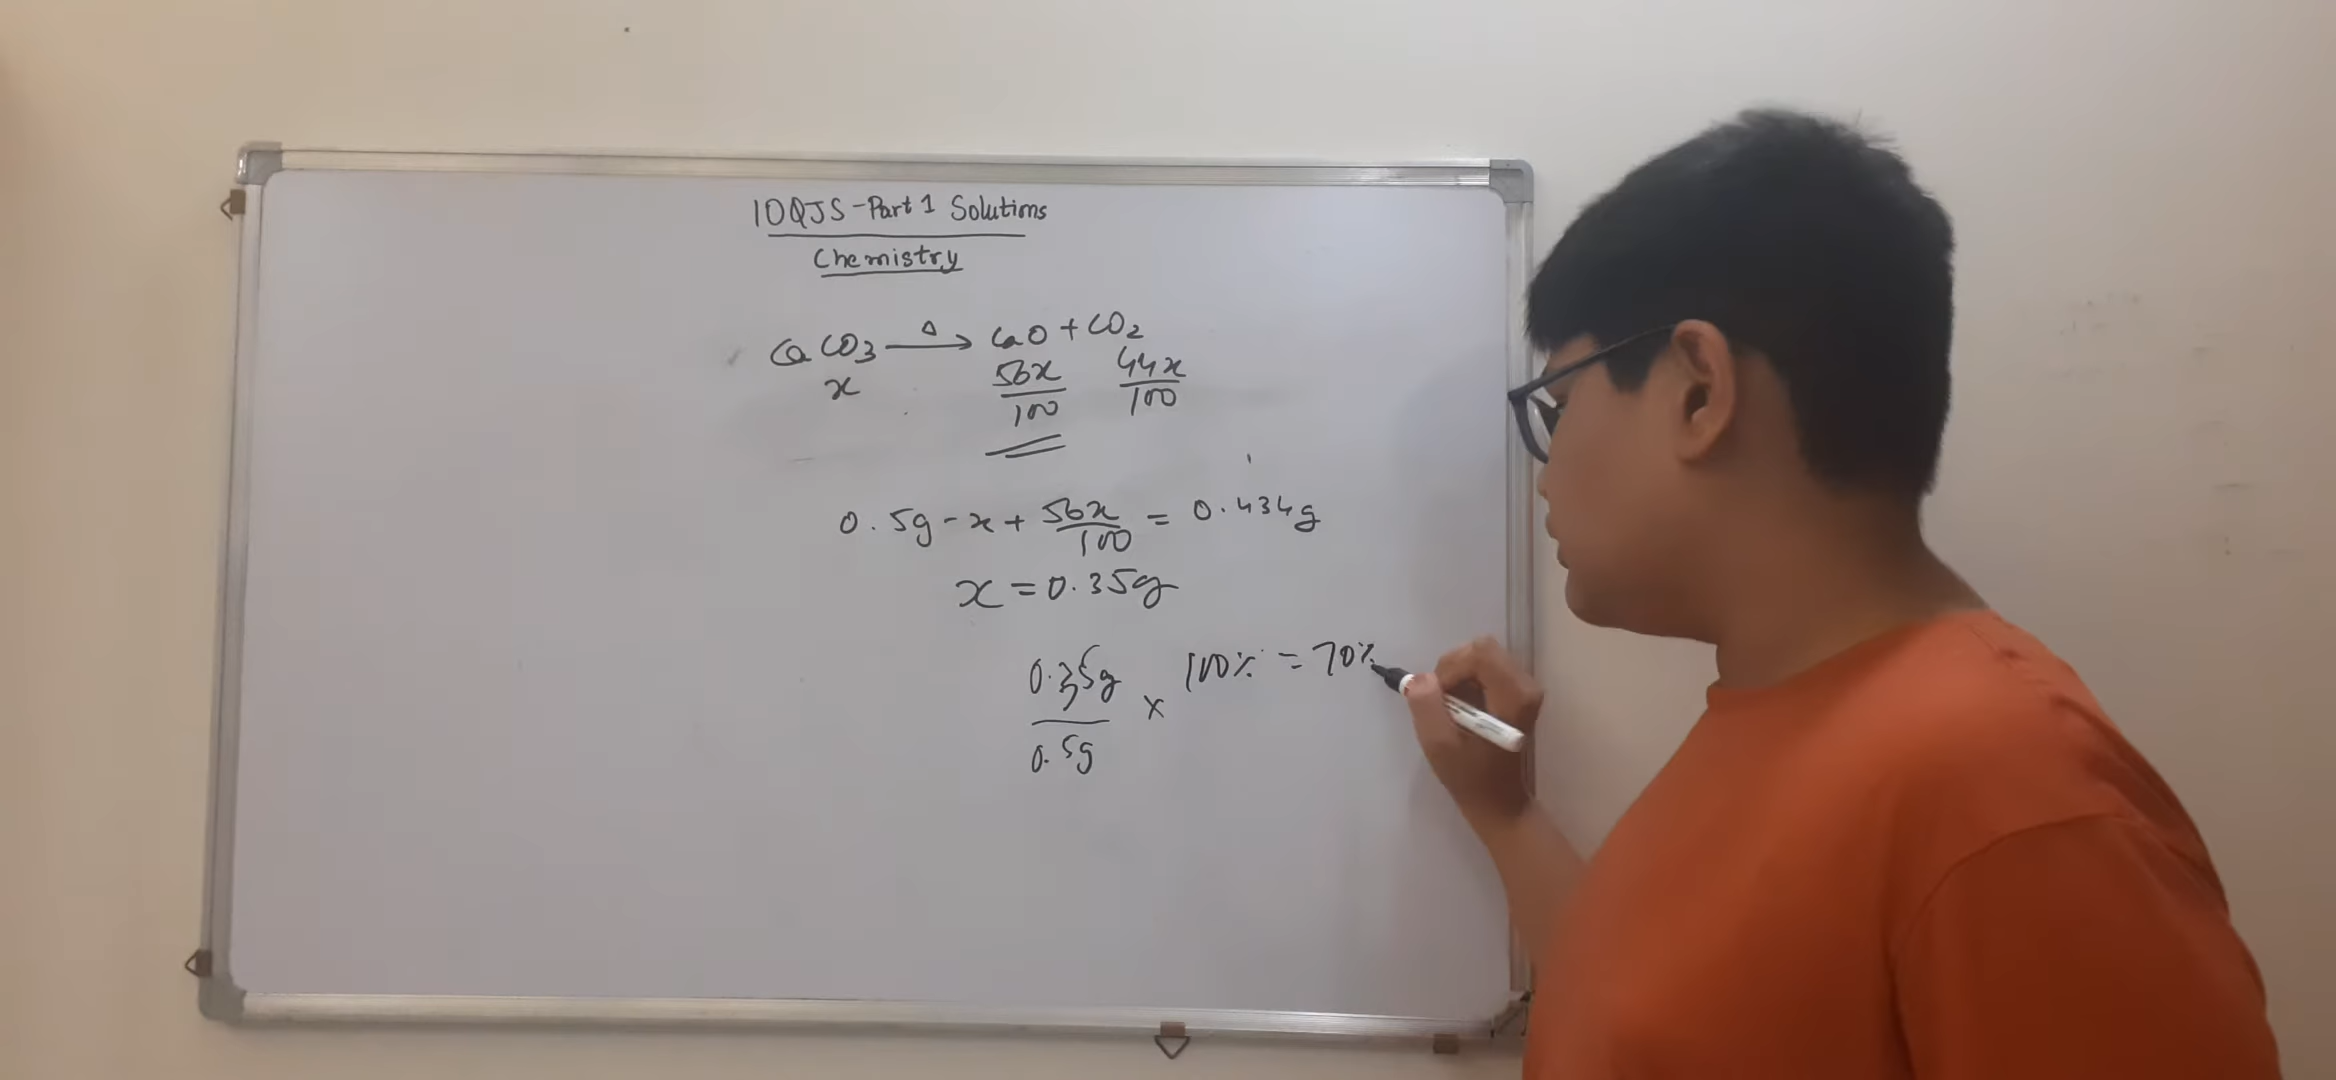 IOQJS - Part 1 Solutions
Chemistry
CaCO₃ —Δ→ CaO + CO₂
x 56x/100 44x/100
0.5g - x + 56x/100 = 0.434g
x = 0.35g
0.35g/0.5g × 100% = 70%